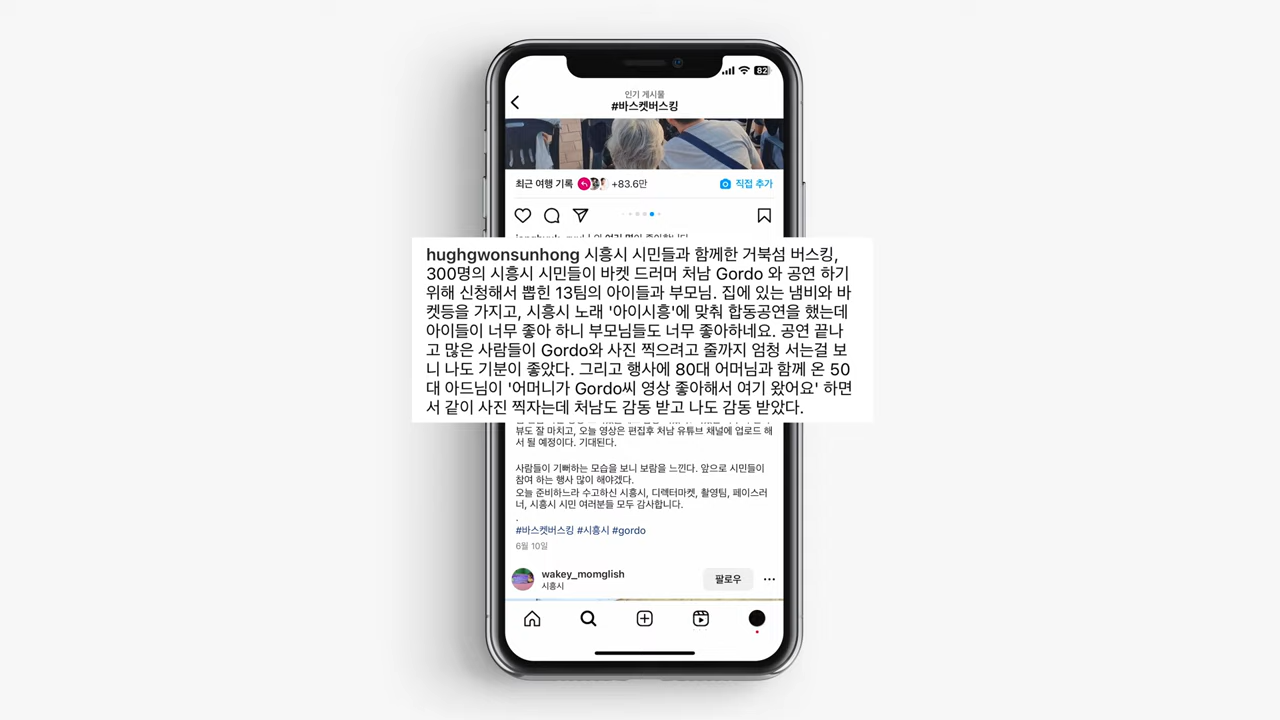 82
인기 게시물
#바스켓버스킹
최근 여행 기록 +83.6만 직접 추가
hughgwonsunhong 시흥시 시민들과 함께한 거북섬 버스킹,
300명의 시흥시 시민들이 바켓 드러머 처남 Gordo 와 공연 하기
위해 신청해서 뽑힌 13팀의 아이들과 부모님. 집에 있는 냄비와 바
켓등을 가지고, 시흥시 노래 '아이시흥'에 맞춰 합동공연을 했는데
아이들이 너무 좋아 하니 부모님들도 너무 좋아하네요. 공연 끝나
고 많은 사람들이 Gordo와 사진 찍으려고 줄까지 엄청 서는걸 보
니 나도 기분이 좋았다. 그리고 행사에 80대 어머님과 함께 온 50
대 아드님이 '어머니가 Gordo씨 영상 좋아해서 여기 왔어요' 하면
서 같이 사진 찍자는데 처남도 감동 받고 나도 감동 받았다.
뷰도 잘 마치고, 오늘 영상은 편집후 처남 유튜브 채널에 업로드 해
서 될 예정이다. 기대된다.
사람들이 기뻐하는 모습을 보니 보람을 느낀다. 앞으로 시민들이
참여 하는 행사 많이 해야겠다.
오늘 준비하느라 수고하신 시흥시, 디렉터마켓, 촬영팀, 페이스러
너, 시흥시 시민 여러분들 모두 감사합니다.
.
#바스켓버스킹 #시흥시 #gordo
6월 10일
wakey_momglish
시흥시
팔로우